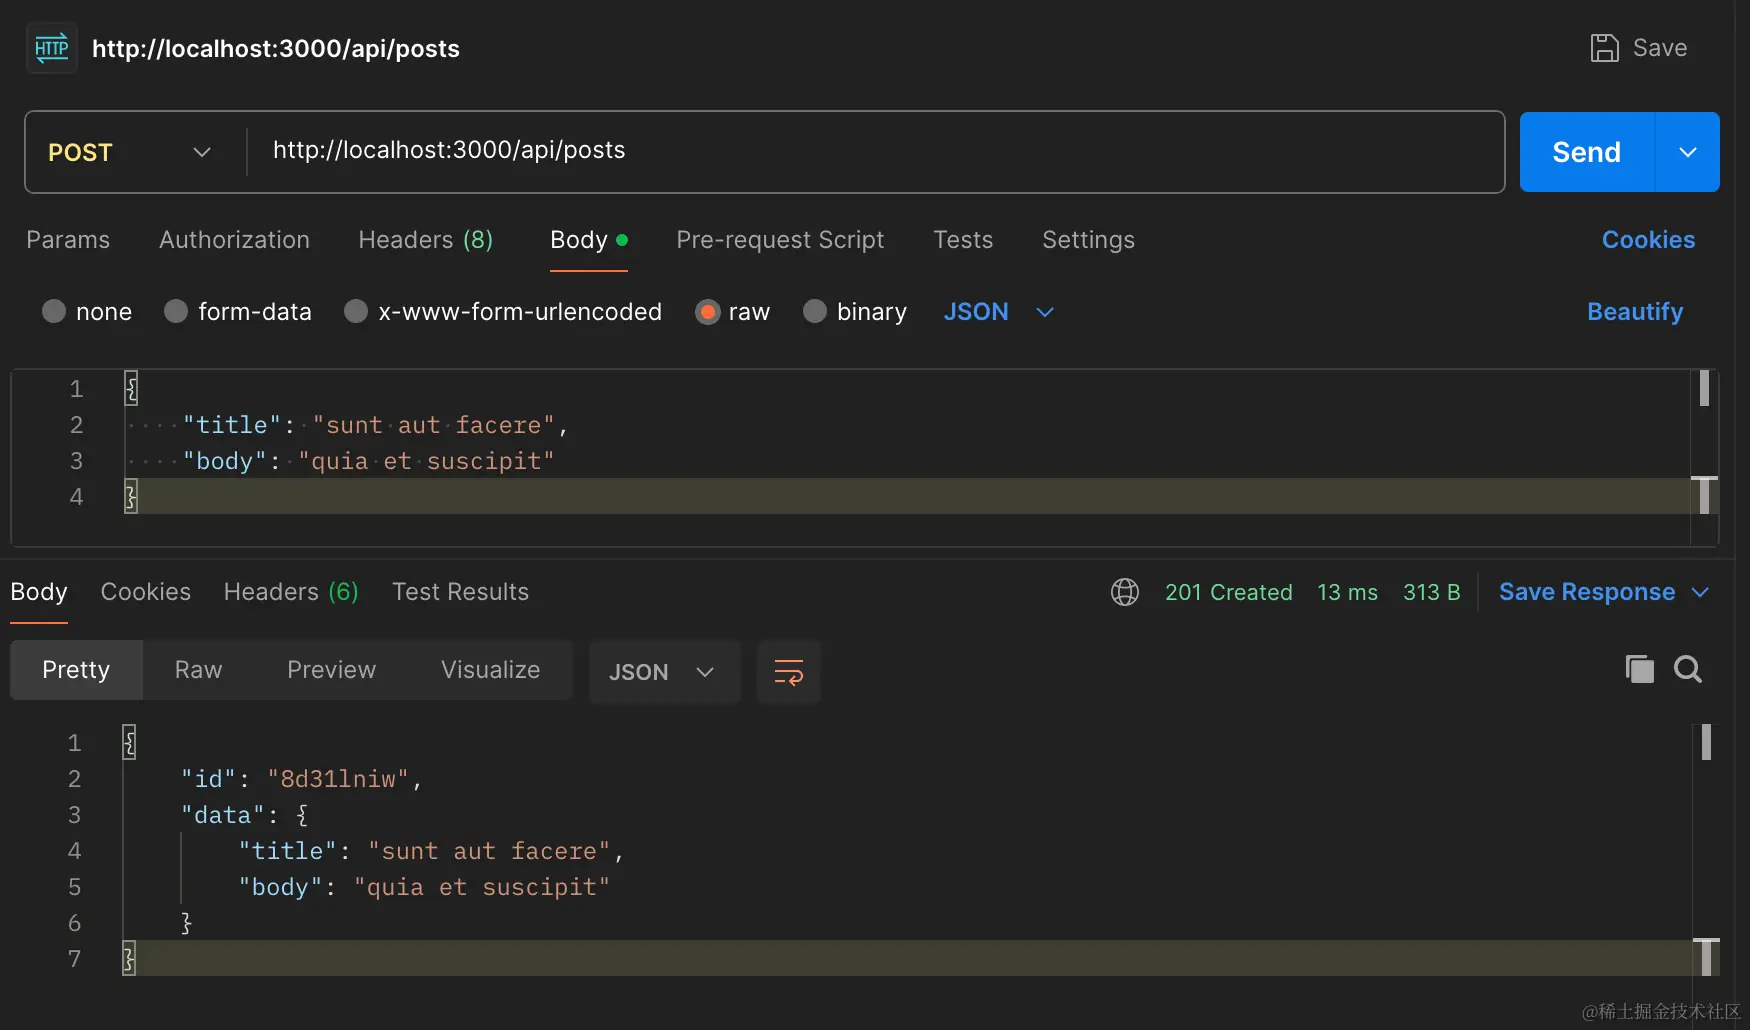 HTTP http://localhost:3000/api/posts Save
POST http://localhost:3000/api/posts Send
Params Authorization Headers (8) Body Pre-request Script Tests Settings Cookies
none form-data x-www-form-urlencoded raw binary JSON Beautify
1 {
2 "title": "sunt aut facere",
3 "body": "quia et suscipit"
4 }
Body Cookies Headers (6) Test Results 201 Created 13 ms 313 B Save Response
Pretty Raw Preview Visualize JSON
1 {
2 "id": "8d31lniw",
3 "data": {
4 "title": "sunt aut facere",
5 "body": "quia et suscipit"
6 }
7 }
@稀土掘金技术社区